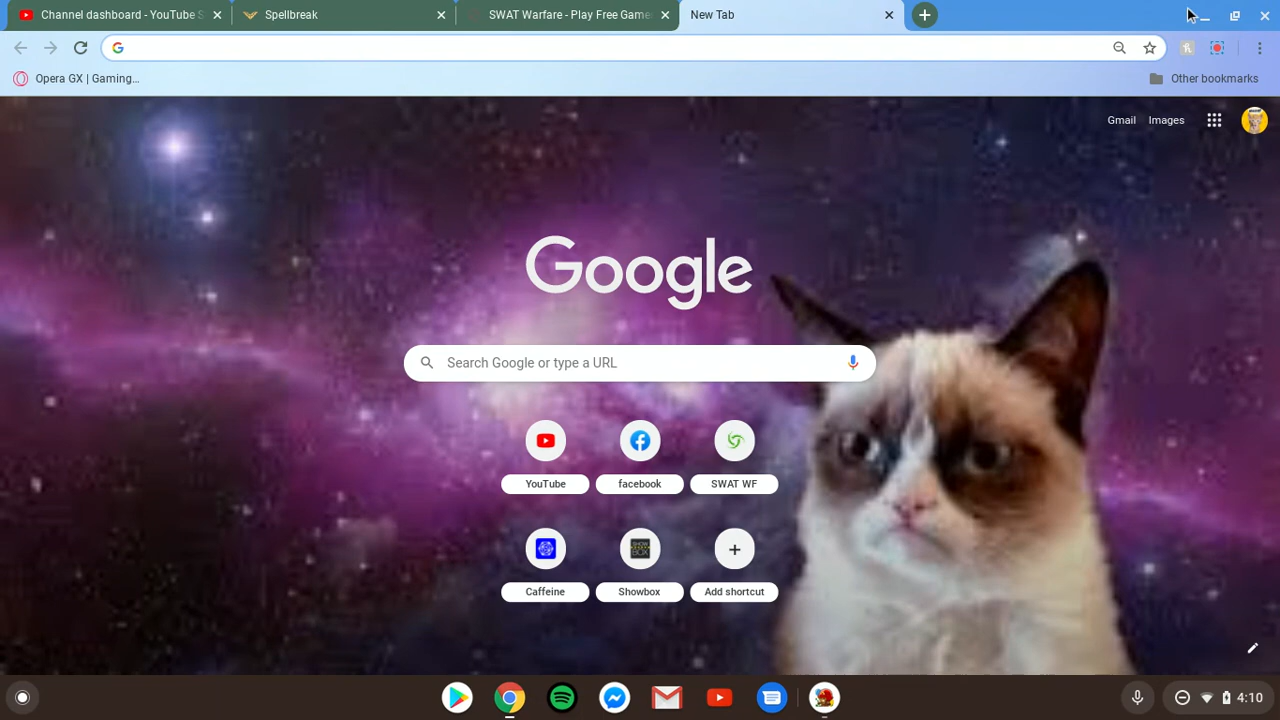 Channel dashboard - YouTube S
Spellbreak
SWAT Warfare - Play Free Game
New Tab
Opera GX | Gaming...
Other bookmarks
Gmail
Images
Google
Search Google or type a URL
YouTube
facebook
SWAT WF
Caffeine
Showbox
Add shortcut
4:10